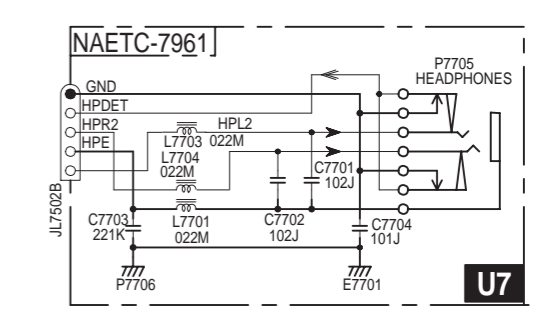 NAETC-7961
P7705
HEADPHONES
GND
HPDET
HPR2
HPL2
HPE
L7703
022M
L7704
022M
C7701
102J
JL7502B
C7703
221K
L7701
022M
C7702
102J
C7704
101J
P7706
E7701
U7